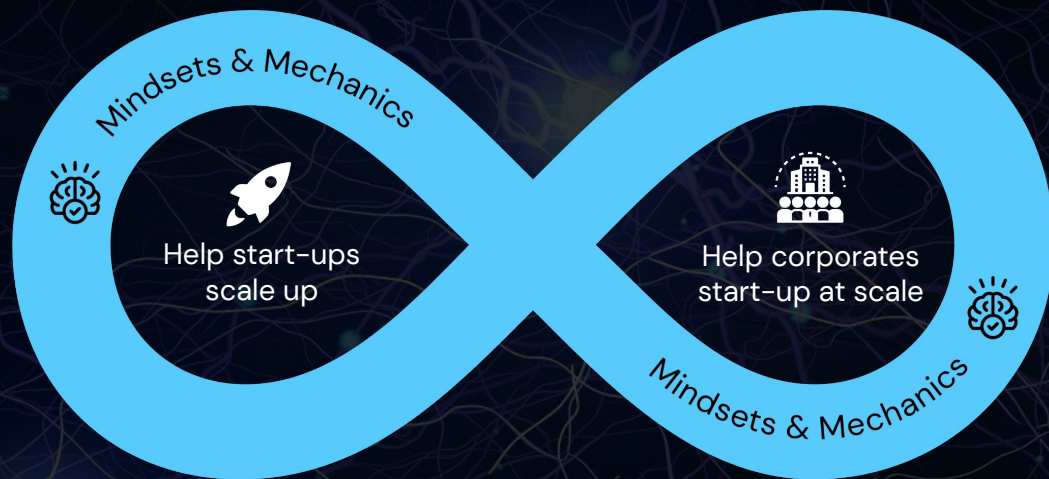 Mindsets & Mechanics
Help start-ups
scale up
Help corporates
start-up at scale
Mindsets & Mechanics